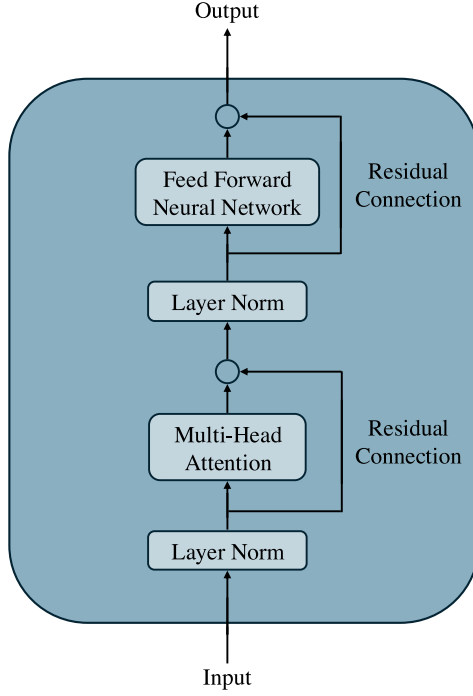 Output
Feed Forward
Neural Network
Residual
Connection
Layer Norm
Multi-Head
Attention
Residual
Connection
Layer Norm
Input